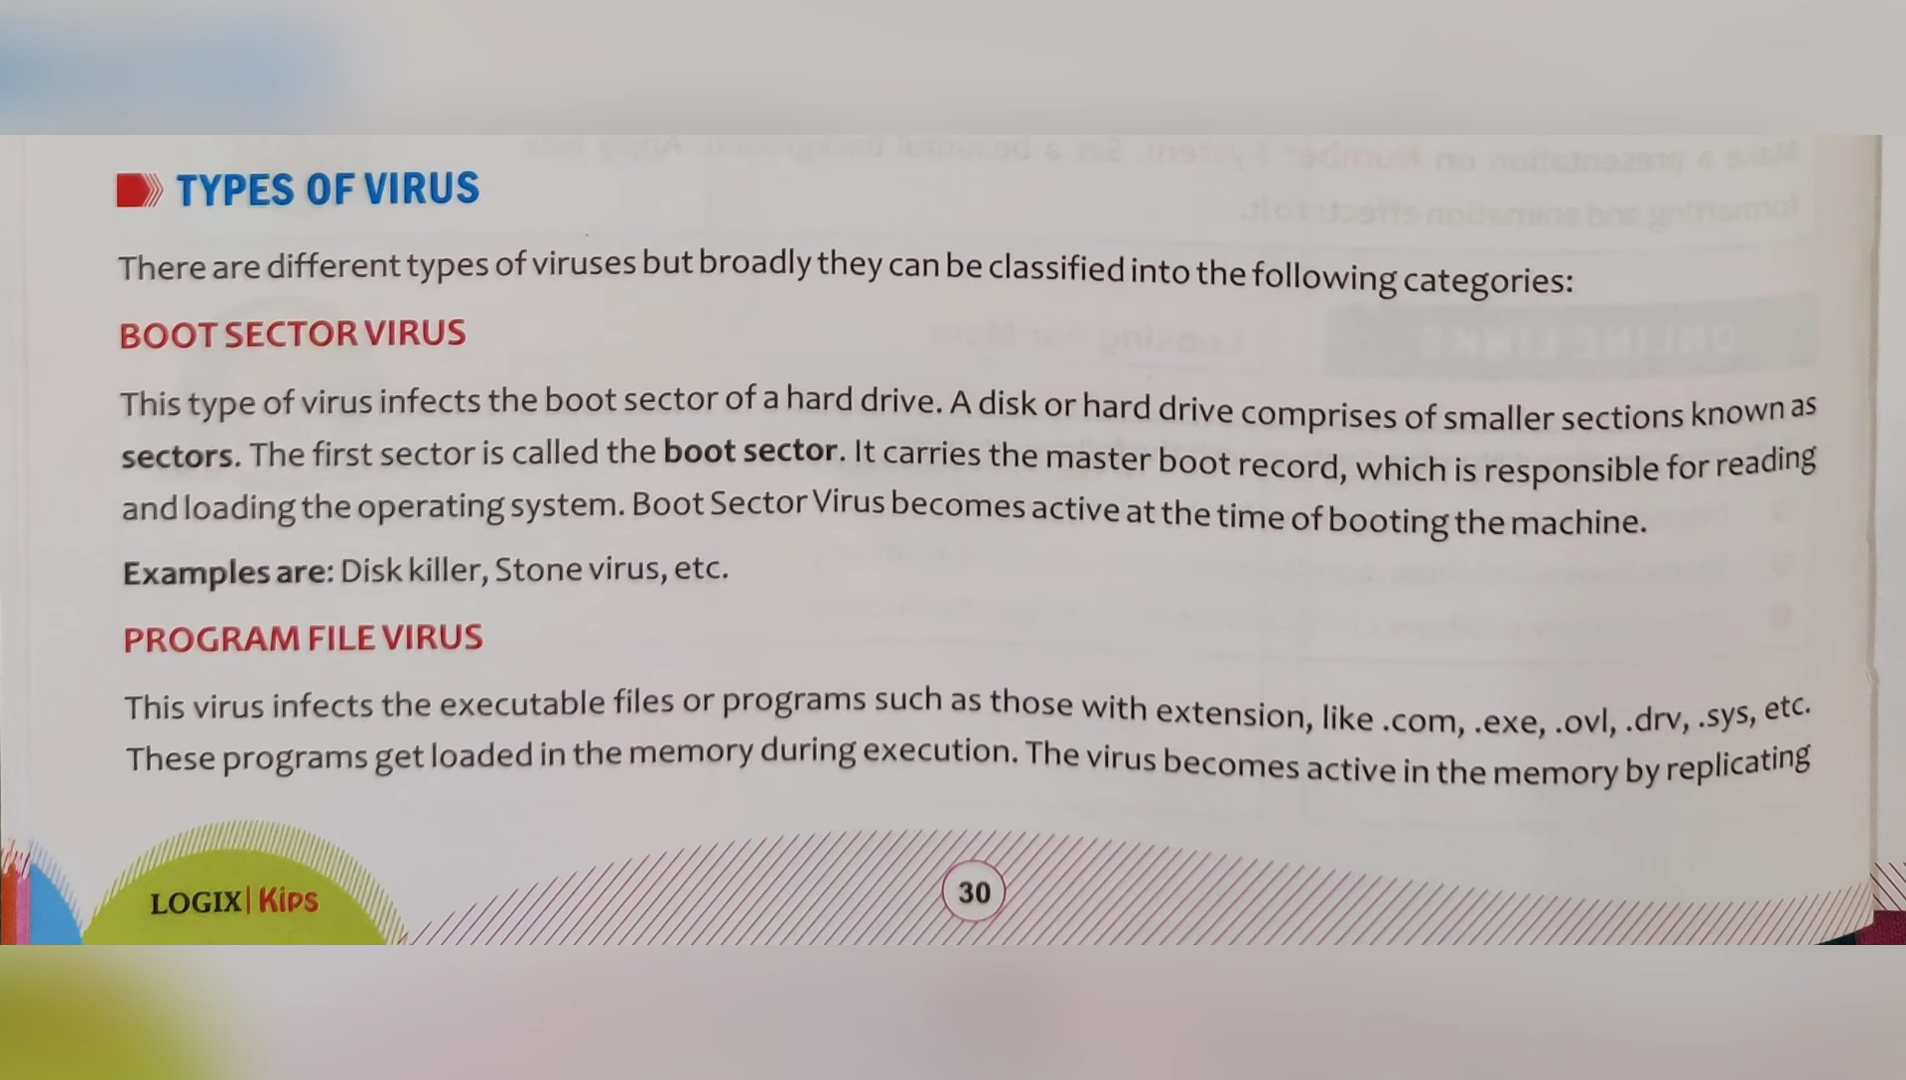 TYPES OF VIRUS
There are different types of viruses but broadly they can be classified into the following categories:
BOOT SECTOR VIRUS
This type of virus infects the boot sector of a hard drive. A disk or hard drive comprises of smaller sections known as
sectors. The first sector is called the boot sector. It carries the master boot record, which is responsible for reading
and loading the operating system. Boot Sector Virus becomes active at the time of booting the machine.
Examples are: Disk killer, Stone virus, etc.
PROGRAM FILE VIRUS
This virus infects the executable files or programs such as those with extension, like .com, .exe, .ovl, .drv, .sys, etc.
These programs get loaded in the memory during execution. The virus becomes active in the memory by replicating
LOGIX | Kips
30